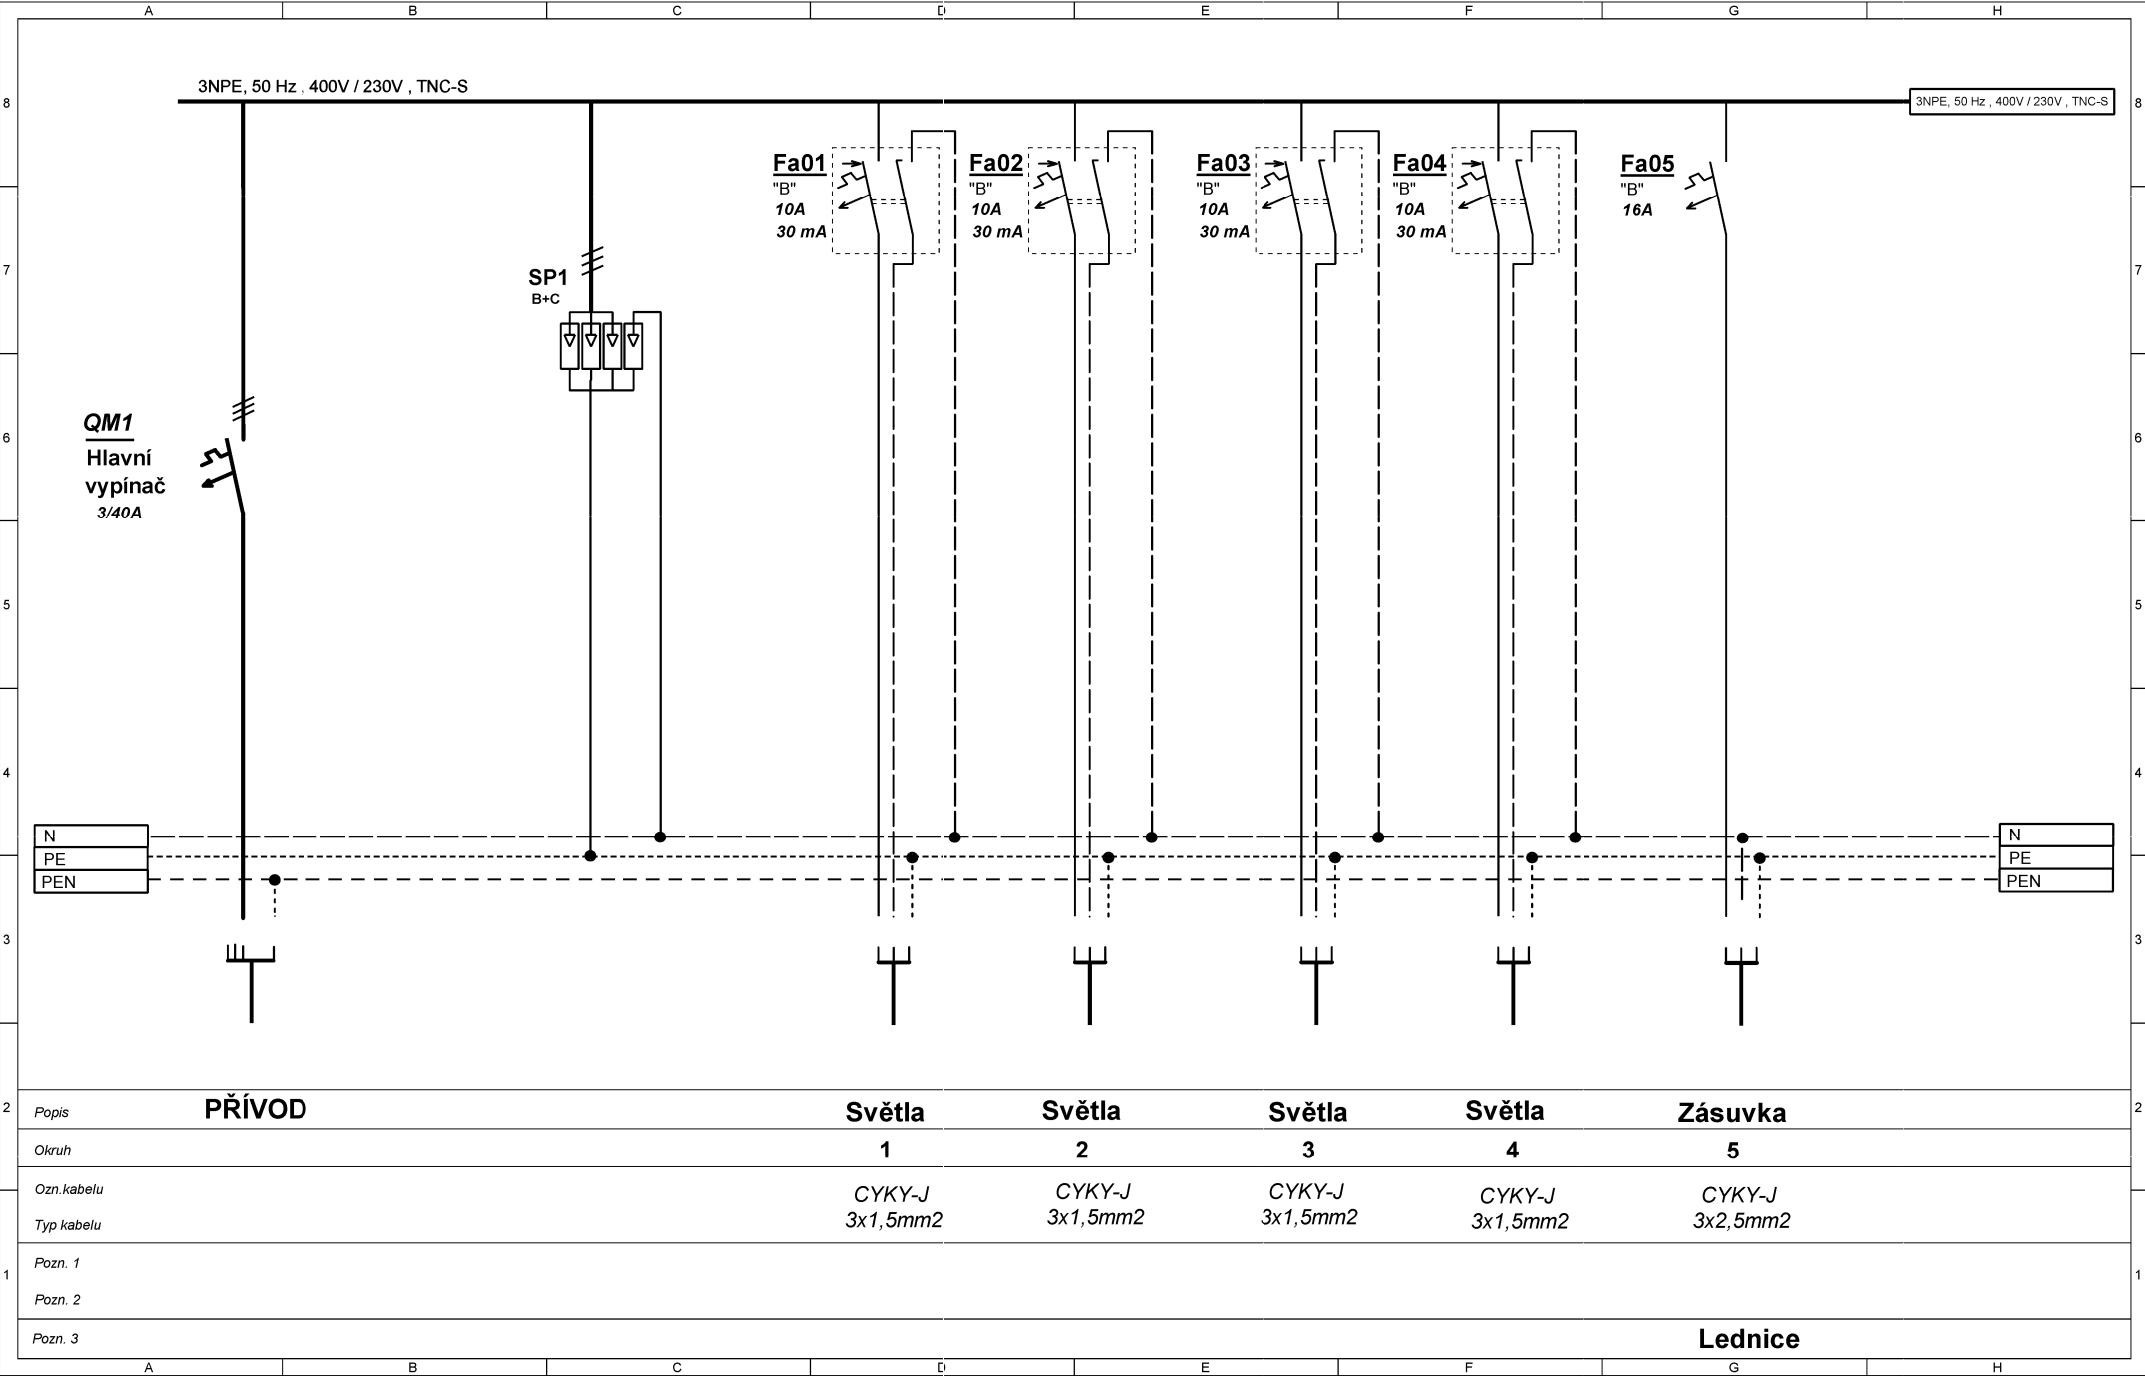 A B C D E F G H
3NPE, 50 Hz , 400V / 230V , TNC-S
8
3NPE, 50 Hz , 400V / 230V , TNC-S
8
Fa01
"B"
10A
30 mA
Fa02
"B"
10A
30 mA
Fa03
"B"
10A
30 mA
Fa04
"B"
10A
30 mA
Fa05
"B"
16A
7
SP1
B+C
7
QM1
Hlavní
vypínač
3/40A
6
6
5
5
4
4
N
PE
PEN
N
PE
PEN
3
3
2
Popis PŘÍVOD Světla Světla Světla Světla Zásuvka
2
Okruh 1 2 3 4 5
Ozn.kabelu CYKY-J CYKY-J CYKY-J CYKY-J CYKY-J
Typ kabelu 3x1,5mm2 3x1,5mm2 3x1,5mm2 3x1,5mm2 3x2,5mm2
Pozn. 1
1
1
Pozn. 2
Pozn. 3 Lednice
A B C D E F G H